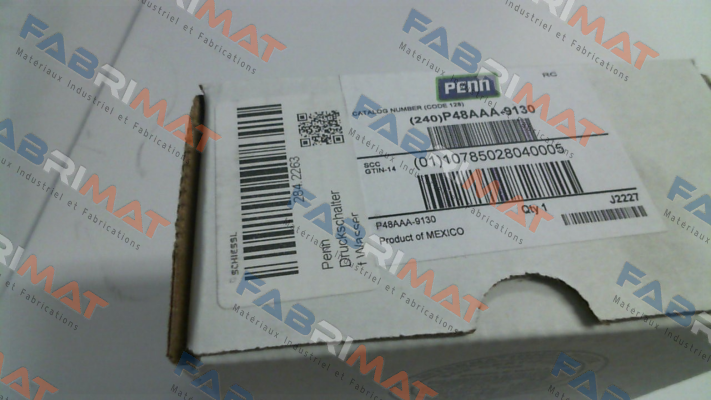 PENN
CATALOG NUMBER (CODE 128)
(240)P48AAA-9130
SCC
GTIN-14
(01)10785028040005
P48AAA-9130
Qty 1
J2227
Product of MEXICO
SCHIESSL
284 2263
Penn
Druckschalter
f Wasser
FABRIMAT
Materiaux Industriel et Fabrications